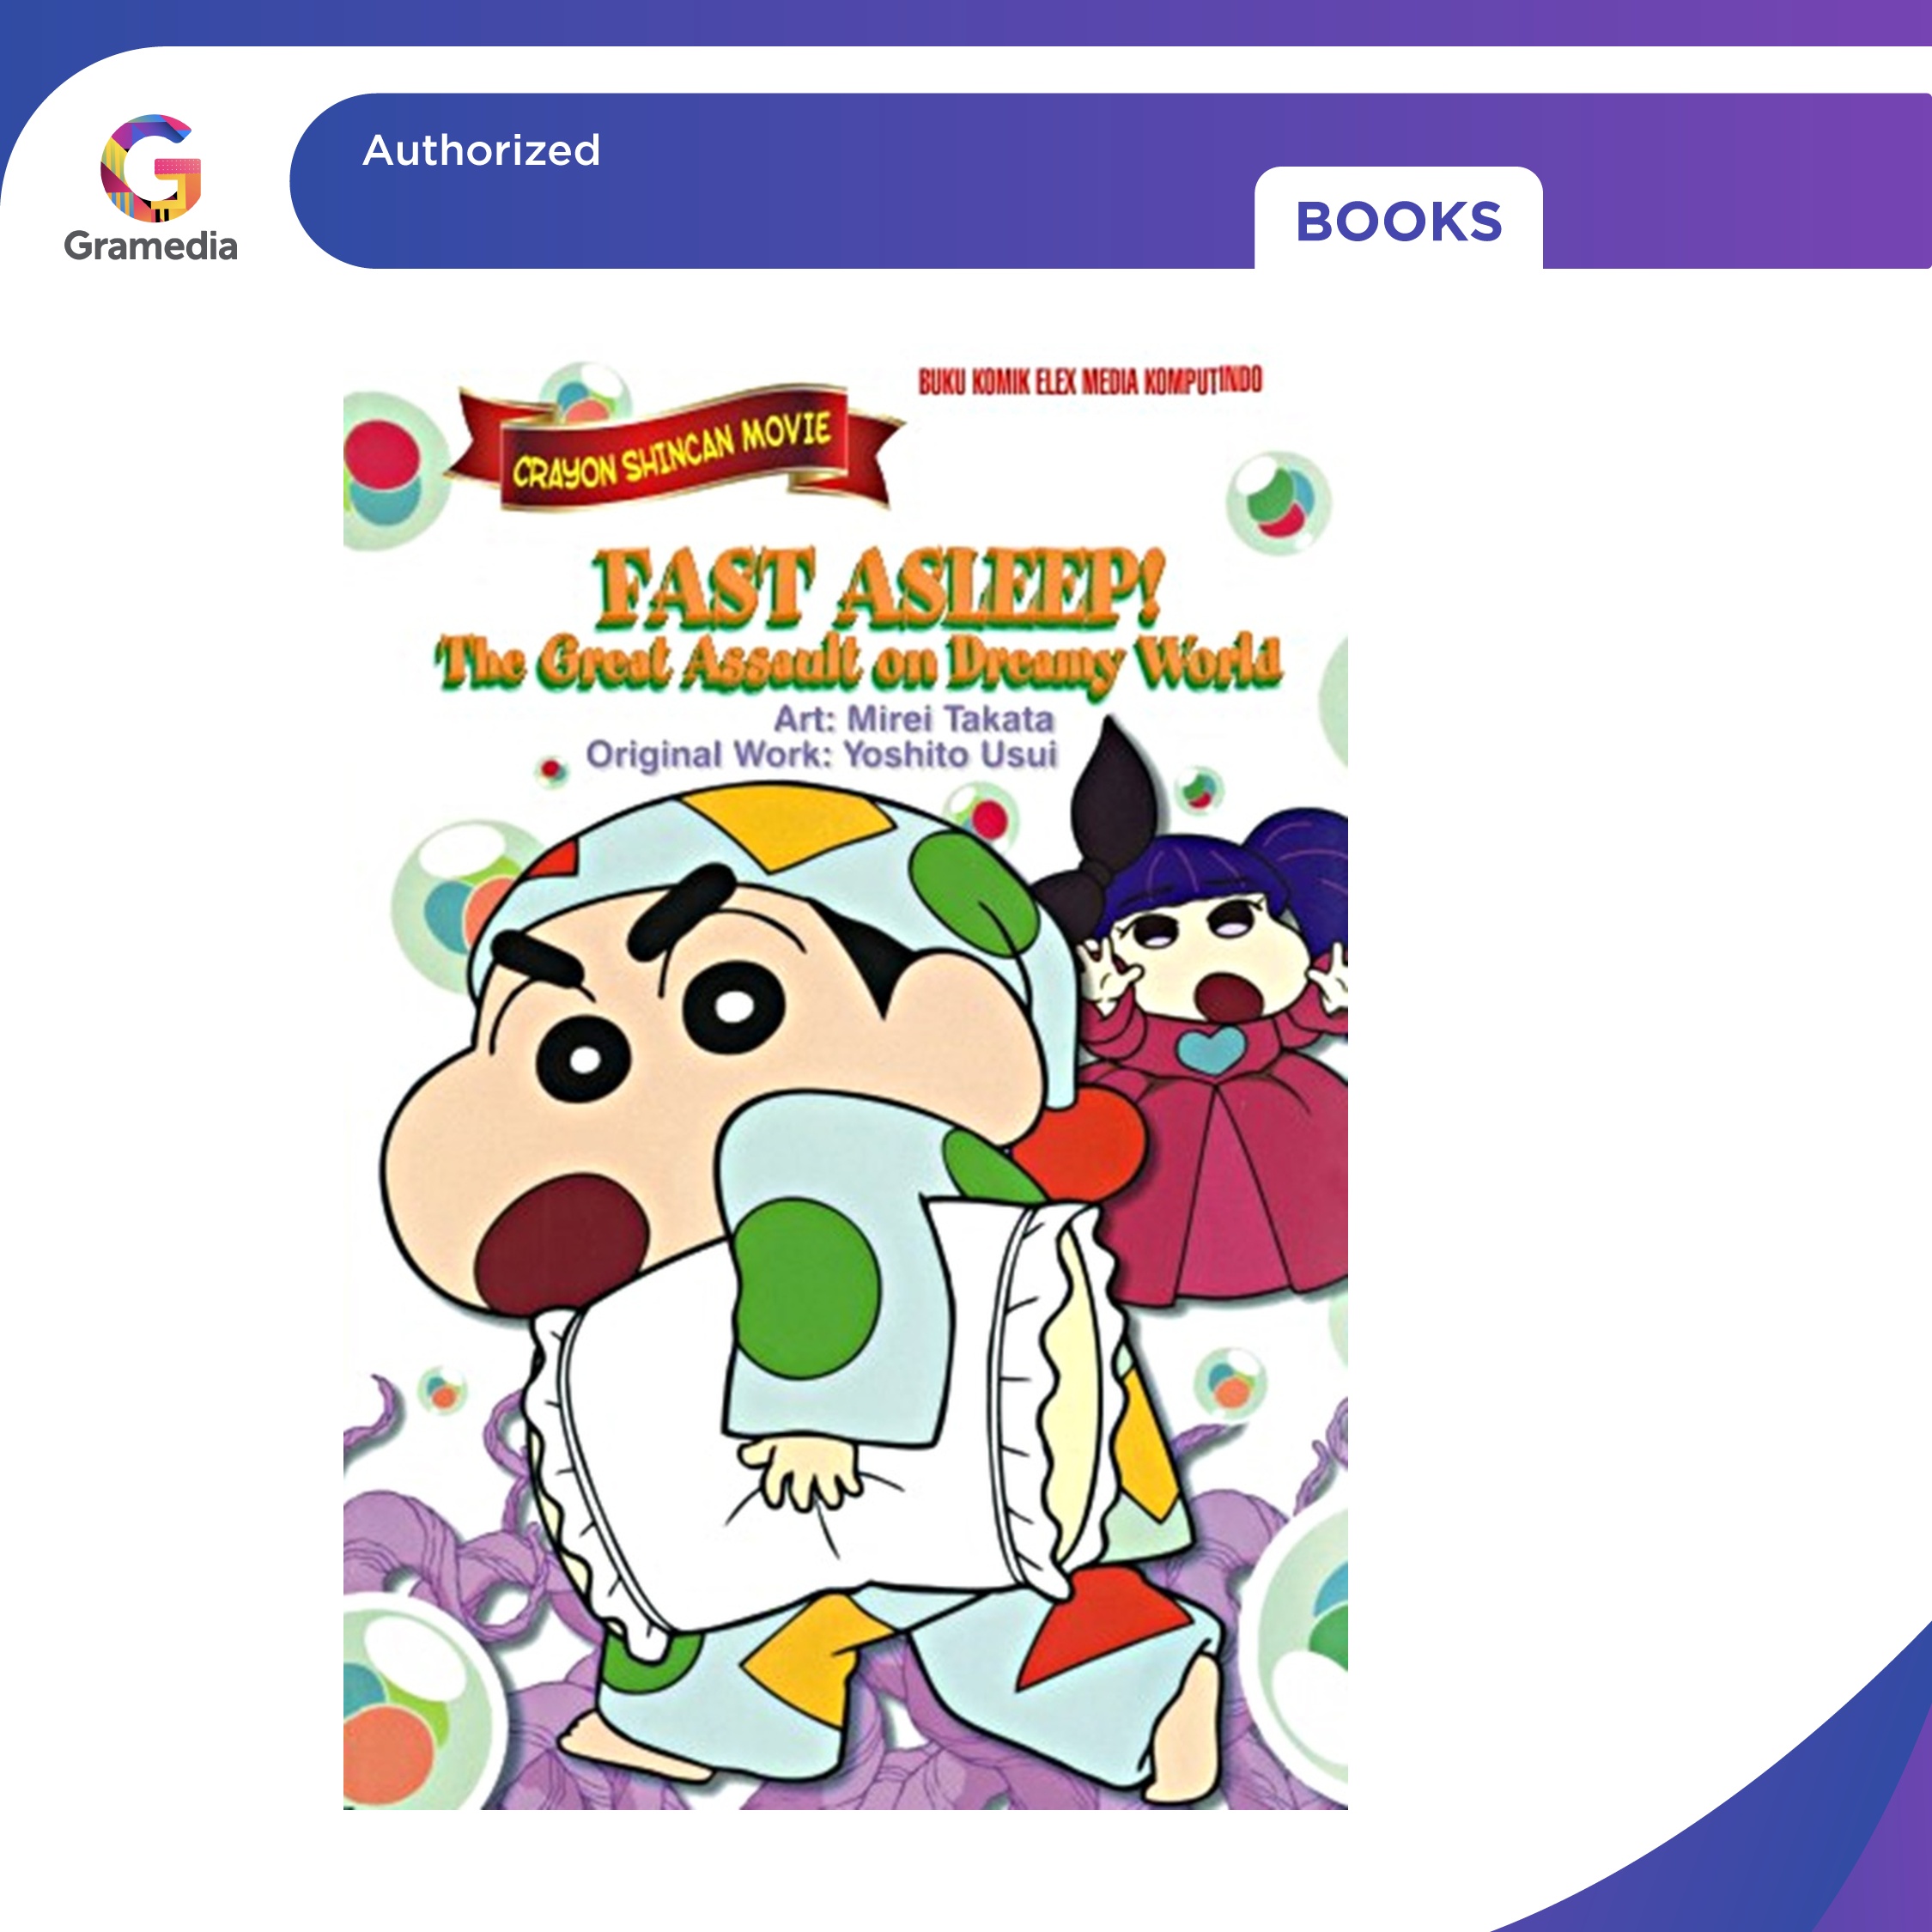 Gramedia
Authorized
BOOKS
BUKU KOMIK ELEX MEDIA KOMPUTINDO
CRAYON SHINCAN MOVIE
FAST ASLEEP!
The Great Assault on Dreamy World
Art: Mirei Takata
Original Work: Yoshito Usui